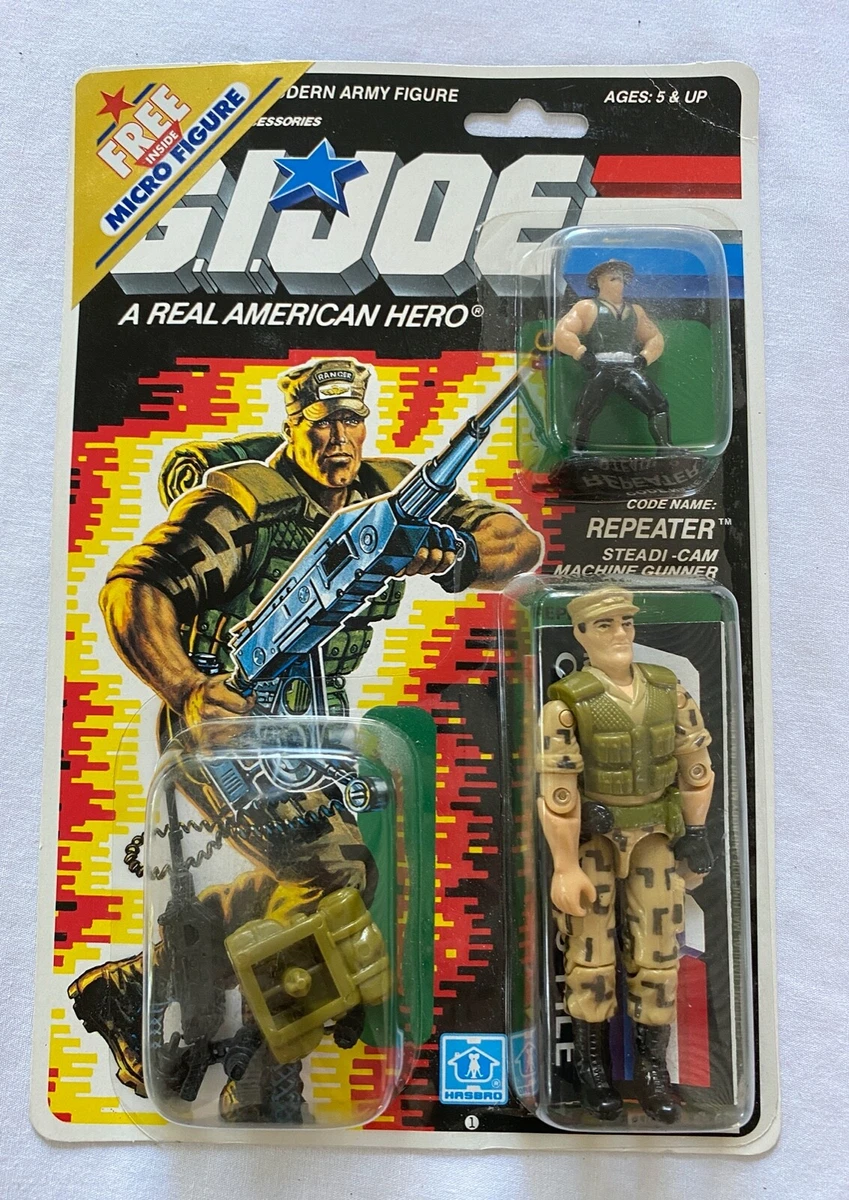 FREE
INSIDE
MICRO FIGURE
DERN ARMY FIGURE
AGES: 5 & UP
ESSORIES
G.I. JOE
A REAL AMERICAN HERO®
RANGER
REPEATER
CODE NAME:
REPEATER™
STEADI-CAM
MACHINE GUNNER
HASBRO ®
1